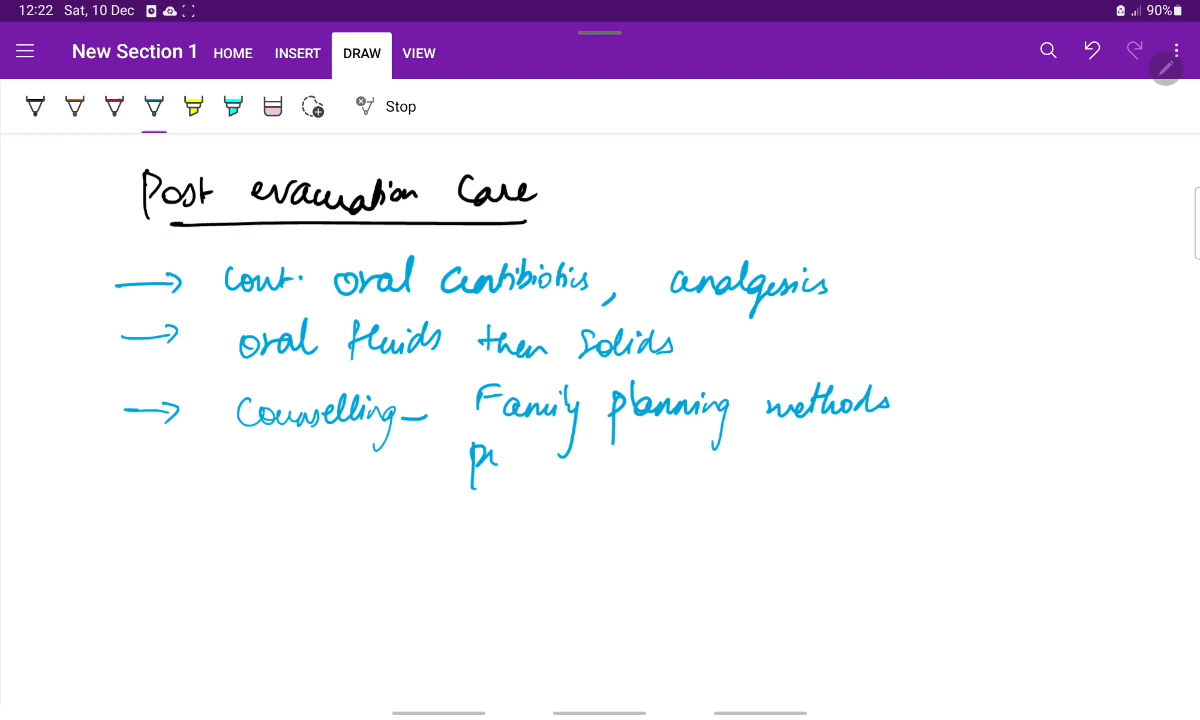 12:22 Sat, 10 Dec 90%
New Section 1 HOME INSERT DRAW VIEW
Stop
Post evacuation Care
→ Cont. oral antibiotics, analgesics
→ oral fluids then solids
→ Counselling - Family planning methods